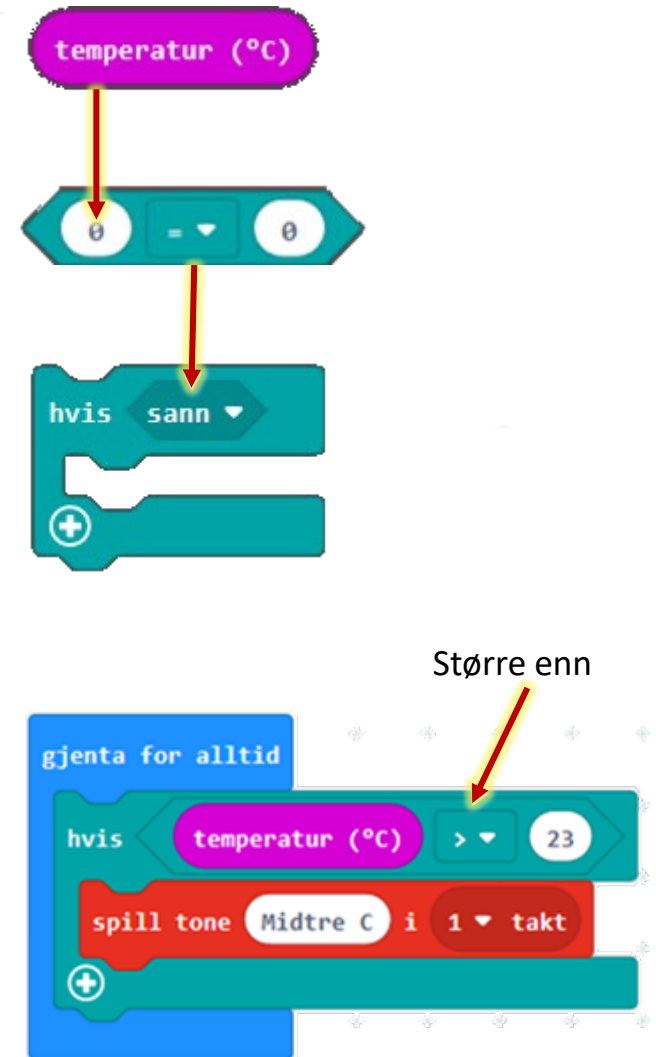 temperatur (°C)
0 = 0
hvis sann
Større enn
gjenta for alltid
hvis temperatur (°C) > 23
spill tone Midtre C i 1 takt